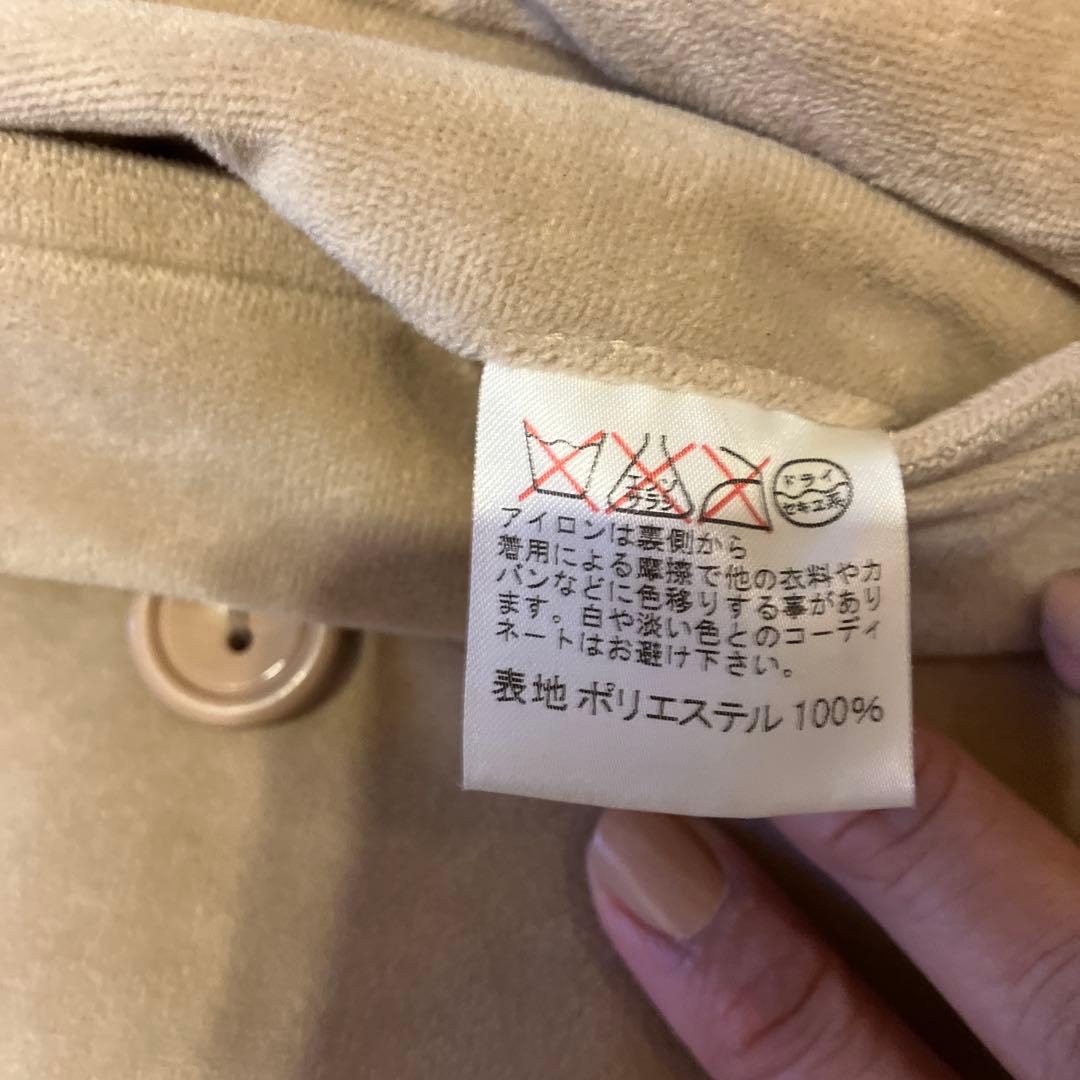 エンソ
サラシ
ドライ
セキユ系
アイロンは裏側から
着用による摩擦で他の衣料やカ
バンなどに色移りする事があり
ます。白や淡い色とのコーディ
ネートはお避け下さい。
表地 ポリエステル 100%